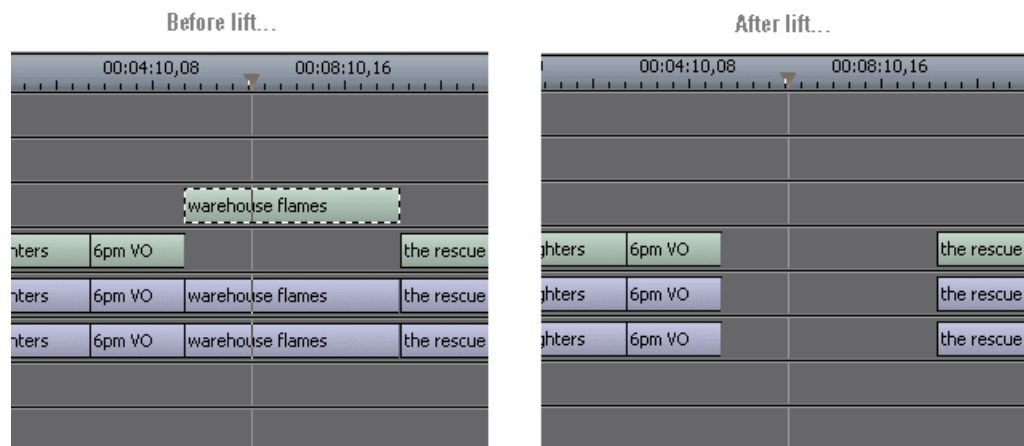 Before lift...
00:04:10,08 00:08:10,16
warehouse flames
nters 6pm VO the rescue
nters 6pm VO warehouse flames the rescue
nters 6pm VO warehouse flames the rescue
After lift...
00:04:10,08 00:08:10,16
ghters 6pm VO the rescue
ghters 6pm VO the rescue
ghters 6pm VO the rescue